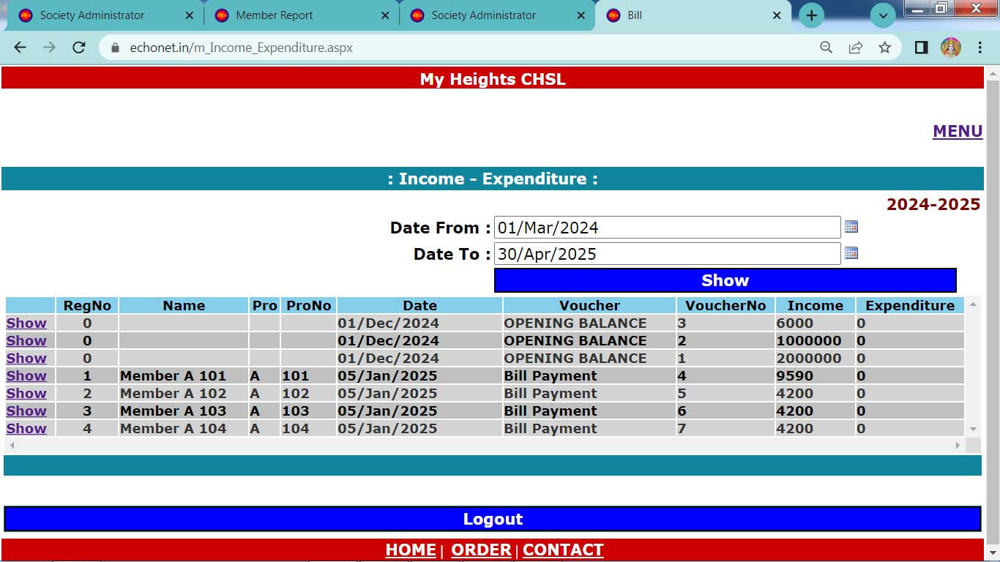 Society Administrator Member Report Society Administrator Bill
echonet.in/m_Income_Expenditure.aspx
My Heights CHSL
MENU
: Income - Expenditure :
2024-2025
Date From : 01/Mar/2024
Date To : 30/Apr/2025
Show
RegNo Name Pro ProNo Date Voucher VoucherNo Income Expenditure
Show 0 01/Dec/2024 OPENING BALANCE 3 6000 0
Show 0 01/Dec/2024 OPENING BALANCE 2 1000000 0
Show 0 01/Dec/2024 OPENING BALANCE 1 2000000 0
Show 1 Member A 101 A 101 05/Jan/2025 Bill Payment 4 9590 0
Show 2 Member A 102 A 102 05/Jan/2025 Bill Payment 5 4200 0
Show 3 Member A 103 A 103 05/Jan/2025 Bill Payment 6 4200 0
Show 4 Member A 104 A 104 05/Jan/2025 Bill Payment 7 4200 0
Logout
HOME | ORDER | CONTACT